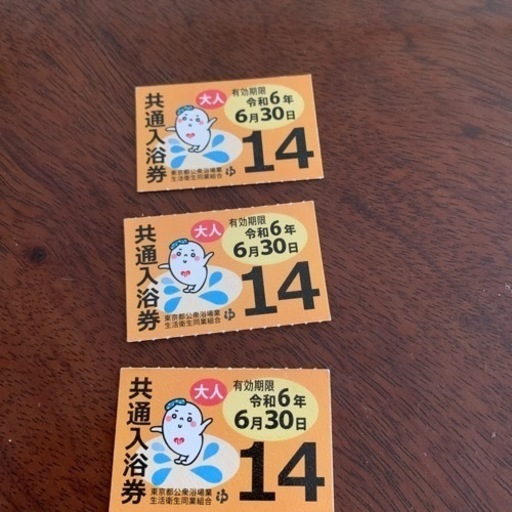 共通入浴券
大人
有効期限
令和6年
6月30日
14
東京都公衆浴場業
生活衛生同業組合
ゆ
共通入浴券
大人
有効期限
令和6年
6月30日
14
東京都公衆浴場業
生活衛生同業組合
ゆ
共通入浴券
大人
有効期限
令和6年
6月30日
14
東京都公衆浴場業
生活衛生同業組合
ゆ